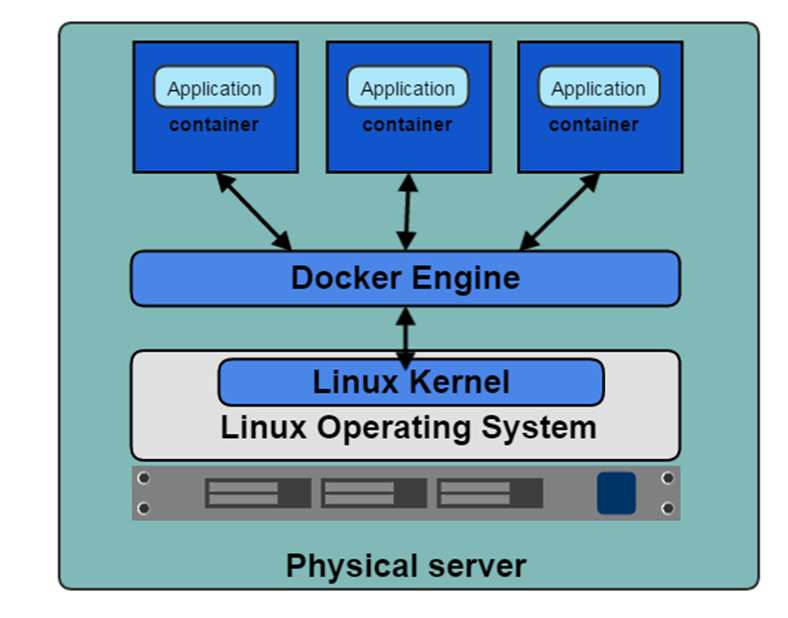 Application
container
Application
container
Application
container
Docker Engine
Linux Kernel
Linux Operating System
Physical server